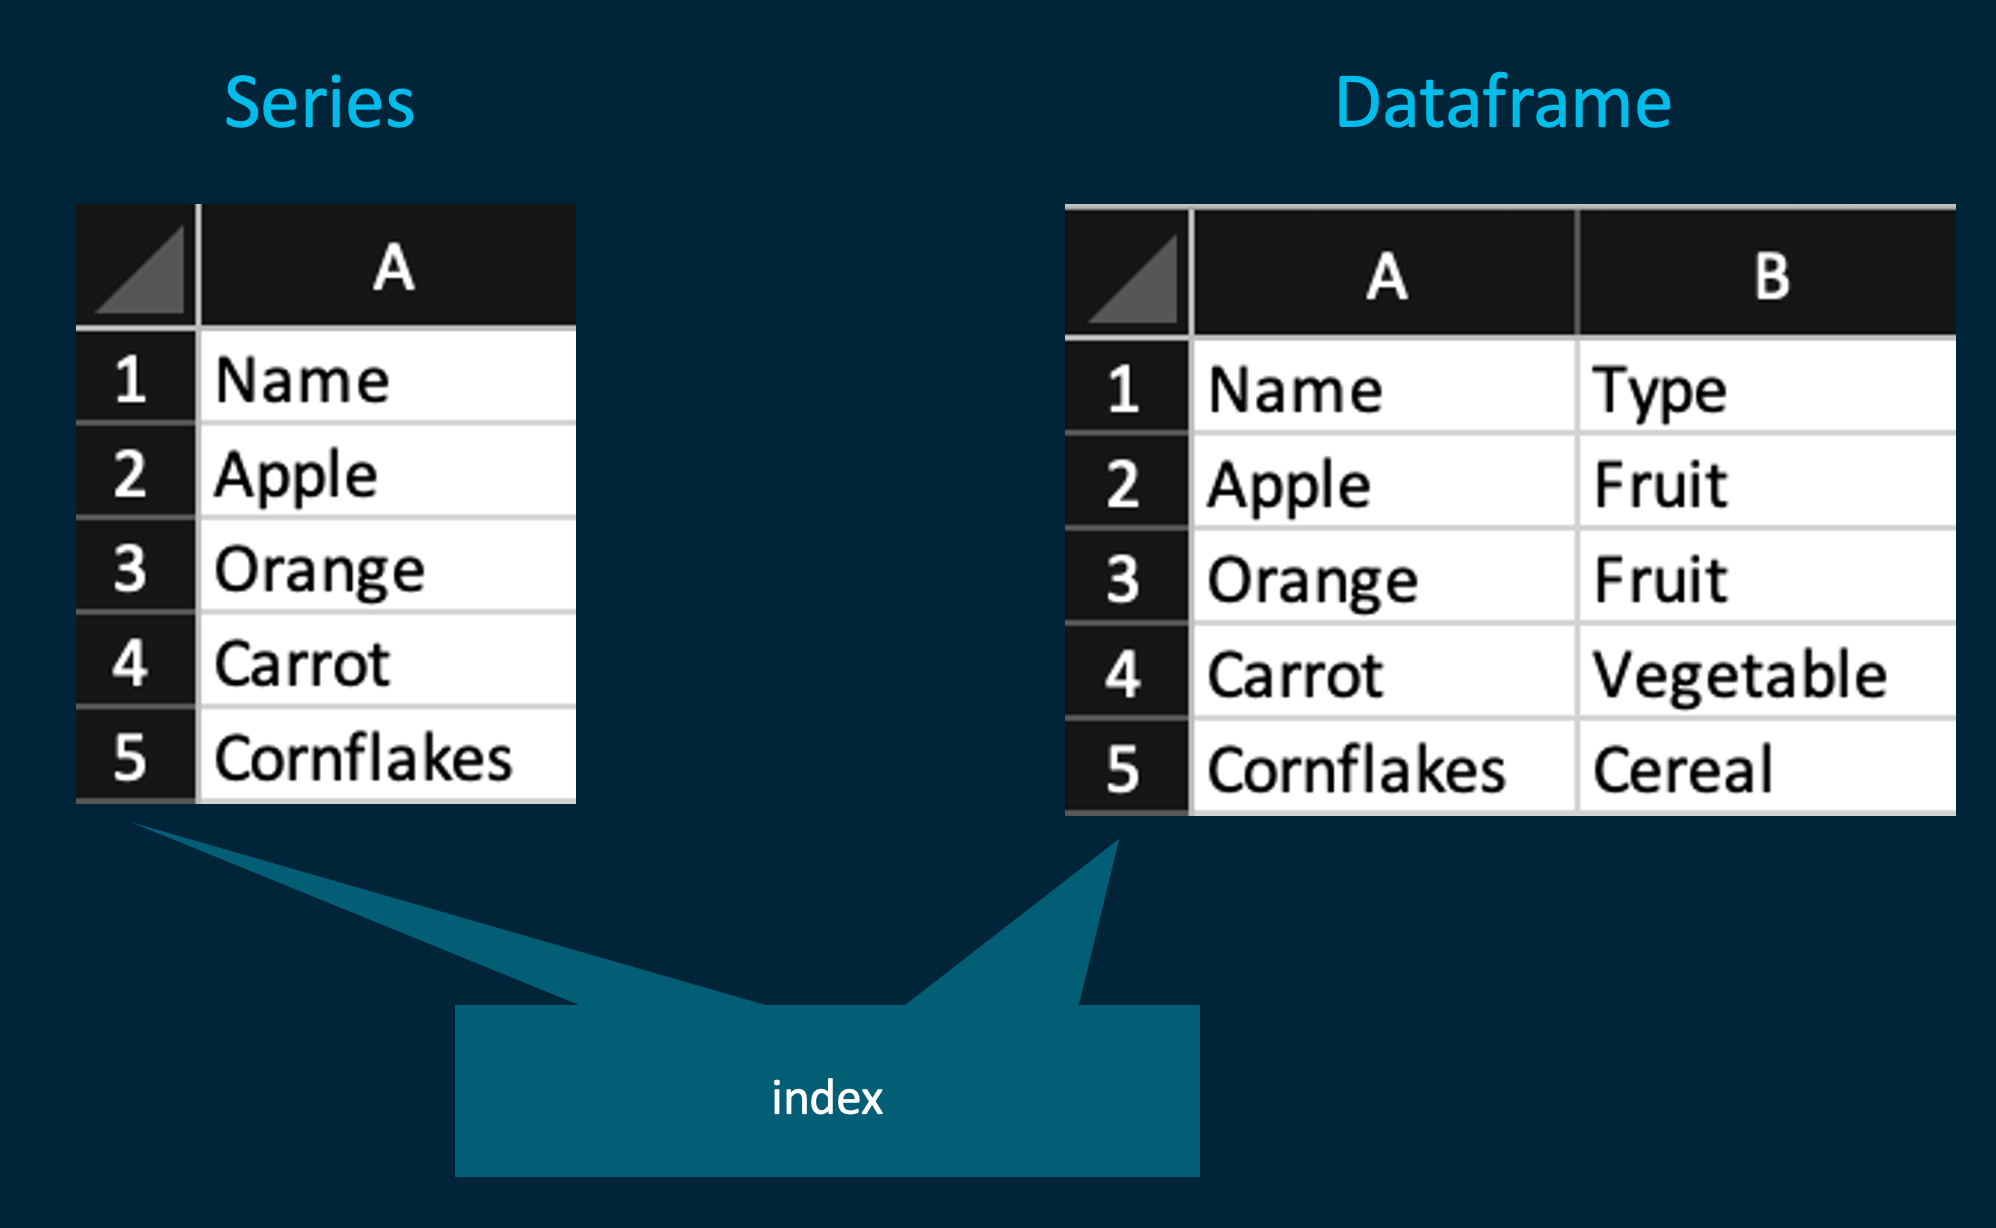 Series
A
1 Name
2 Apple
3 Orange
4 Carrot
5 Cornflakes
Dataframe
A B
1 Name Type
2 Apple Fruit
3 Orange Fruit
4 Carrot Vegetable
5 Cornflakes Cereal
index